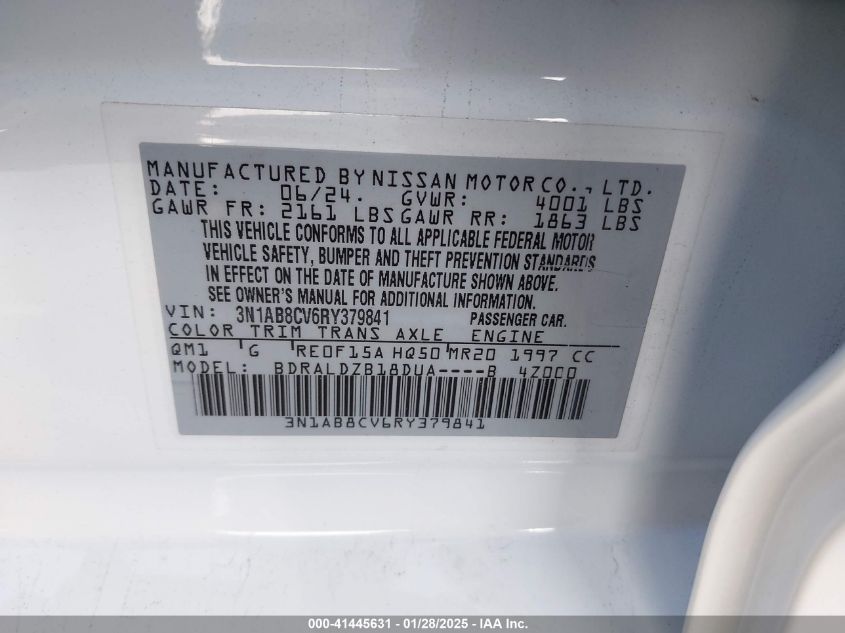 MANUFACTURED BY NISSAN MOTOR CO., LTD.
DATE: 06/24. GVWR: 4001 LBS
GAWR FR: 2161 LBS GAWR RR: 1863 LBS
THIS VEHICLE CONFORMS TO ALL APPLICABLE FEDERAL MOTOR
VEHICLE SAFETY, BUMPER AND THEFT PREVENTION STANDARDS
IN EFFECT ON THE DATE OF MANUFACTURE SHOWN ABOVE.
SEE OWNER'S MANUAL FOR ADDITIONAL INFORMATION.
VIN: 3N1AB8CV6RY379841 PASSENGER CAR.
COLOR TRIM TRANS AXLE ENGINE
QM1 G RE0F15A HQ50 MR20 1997 CC
MODEL: BDRALDZB18DUA----B 4Z000
3N1AB8CV6RY379841
000-41445631 - 01/28/2025 - IAA Inc.